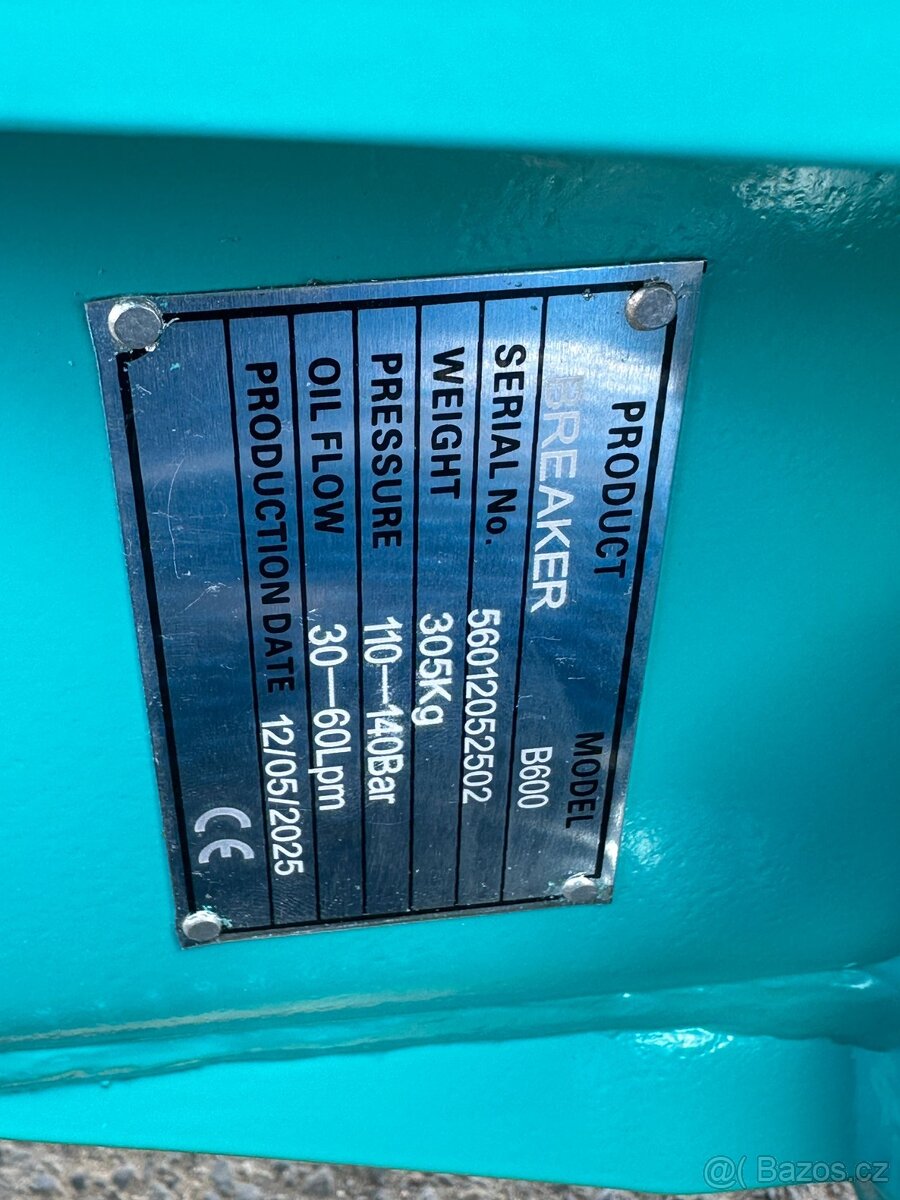 PRODUCT MODEL
BREAKER B600
SERIAL No. 56012052502
WEIGHT 305Kg
PRESSURE 110—140Bar
OIL FLOW 30—60Lpm
PRODUCTION DATE 12/05/2025
CE
@( Bazos.cz